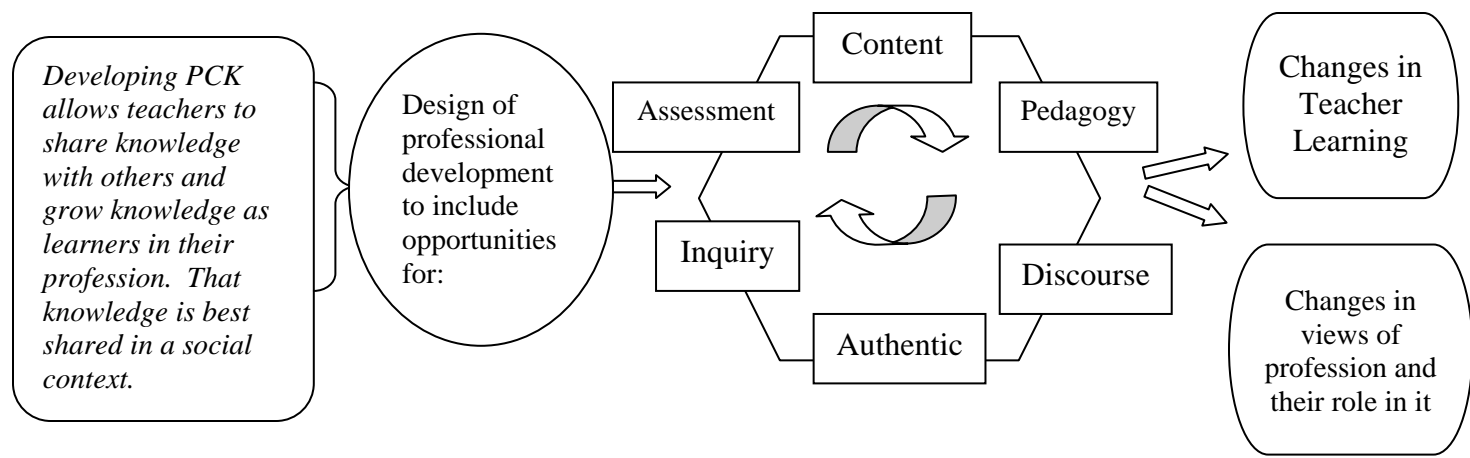 Developing PCK
allows teachers to
share knowledge
with others and
grow knowledge as
learners in their
profession.  That
knowledge is best
shared in a social
context.
Design of
professional
development
to include
opportunities
for:
Content
Assessment
Pedagogy
Inquiry
Discourse
Authentic
Changes in
Teacher
Learning
Changes in
views of
profession and
their role in it